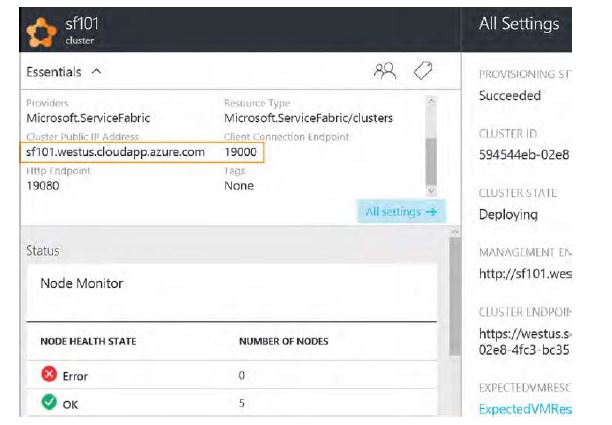 sf101
cluster
Essentials
Providers
Resource Type
Microsoft.ServiceFabric
Microsoft.ServiceFabric/clusters
Cluster Public IP Address
Client Connection Endpoint
sf101.westus.cloudapp.azure.com
19000
Http Endpoint
Tags
19080
None
All settings →
Status
Node Monitor
NODE HEALTH STATE
NUMBER OF NODES
Error
0
OK
5
All Settings
PROVISIONING ST
Succeeded
CLUSTER ID
594544eb-02e8
CLUSTER STATE
Deploying
MANAGEMENT EN
http://sf101.wes
CLUSTER ENDPOIN
https://westus.s
02e8-4fc3-bc35
EXPECTEDVMRESC
ExpectedVMRes